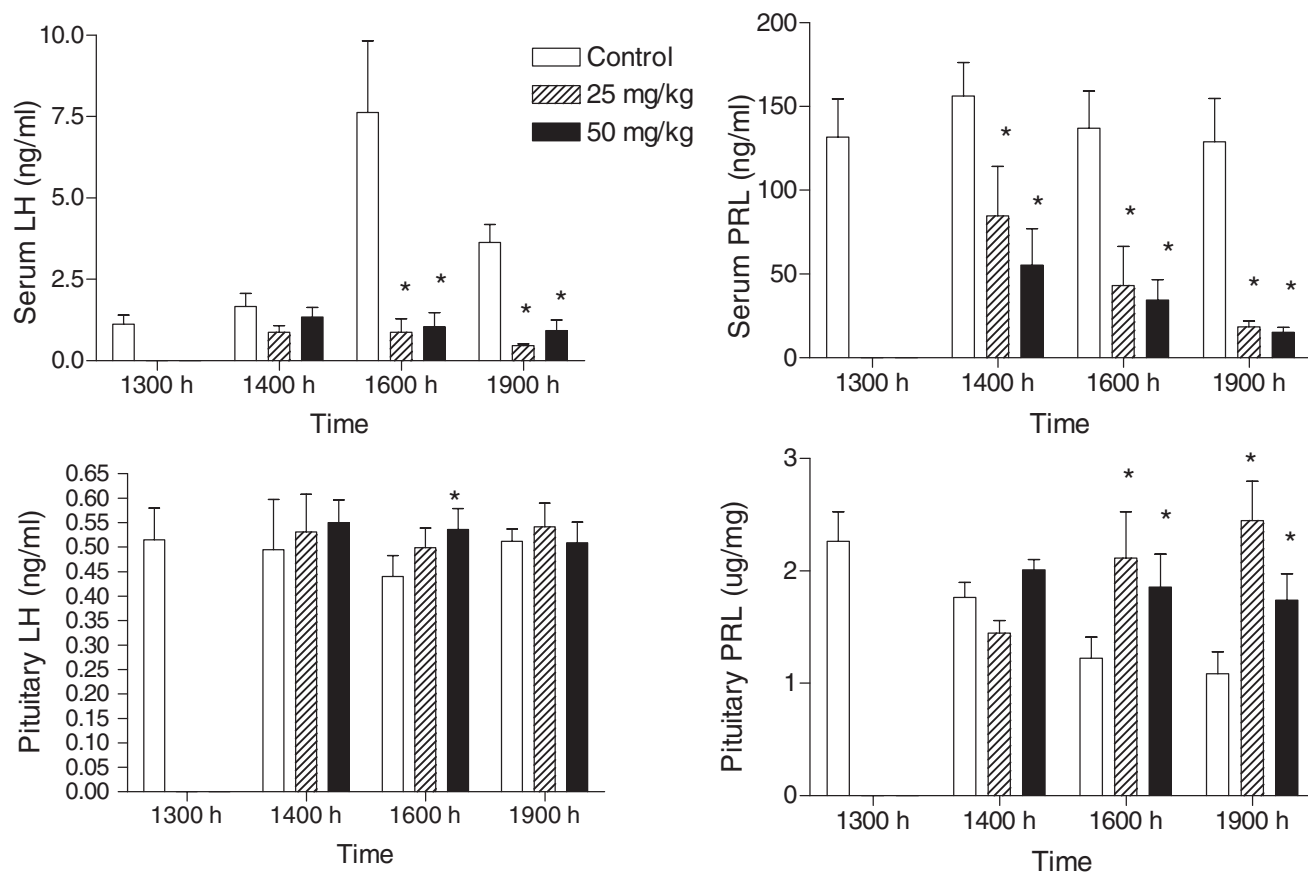 Serum LH (ng/ml)
10.0
7.5
5.0
2.5
0.0
* * * *
1300 h 1400 h 1600 h 1900 h
Time
Control
25 mg/kg
50 mg/kg
Serum PRL (ng/ml)
200
150
100
50
0
* * * * * *
1300 h 1400 h 1600 h 1900 h
Time
Pituitary LH (ng/ml)
0.65
0.60
0.55
0.50
0.45
0.40
0.35
0.30
0.25
0.20
0.15
0.10
0.05
0.00
*
1300 h 1400 h 1600 h 1900 h
Time
Pituitary PRL (ug/mg)
3
2
1
0
* * * *
1300 h 1400 h 1600 h 1900 h
Time